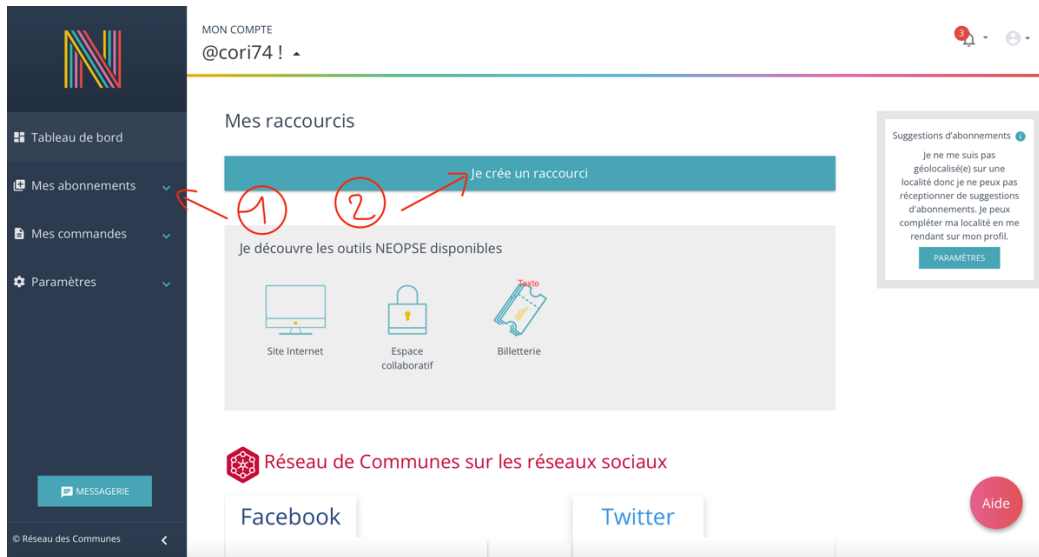 MON COMPTE
@cori74 !
3
Tableau de bord
Mes abonnements
Mes commandes
Paramètres
MESSAGERIE
© Réseau des Communes
Mes raccourcis
Je crée un raccourci
1
2
Je découvre les outils NEOPSE disponibles
Texte
Site Internet
Espace
collaboratif
Billetterie
Suggestions d'abonnements
Je ne me suis pas
géolocalisé(e) sur une
localité donc je ne peux pas
réceptionner de suggestions
d'abonnements. Je peux
compléter ma localité en me
rendant sur mon profil.
PARAMÈTRES
Réseau de Communes sur les réseaux sociaux
Facebook
Twitter
Aide